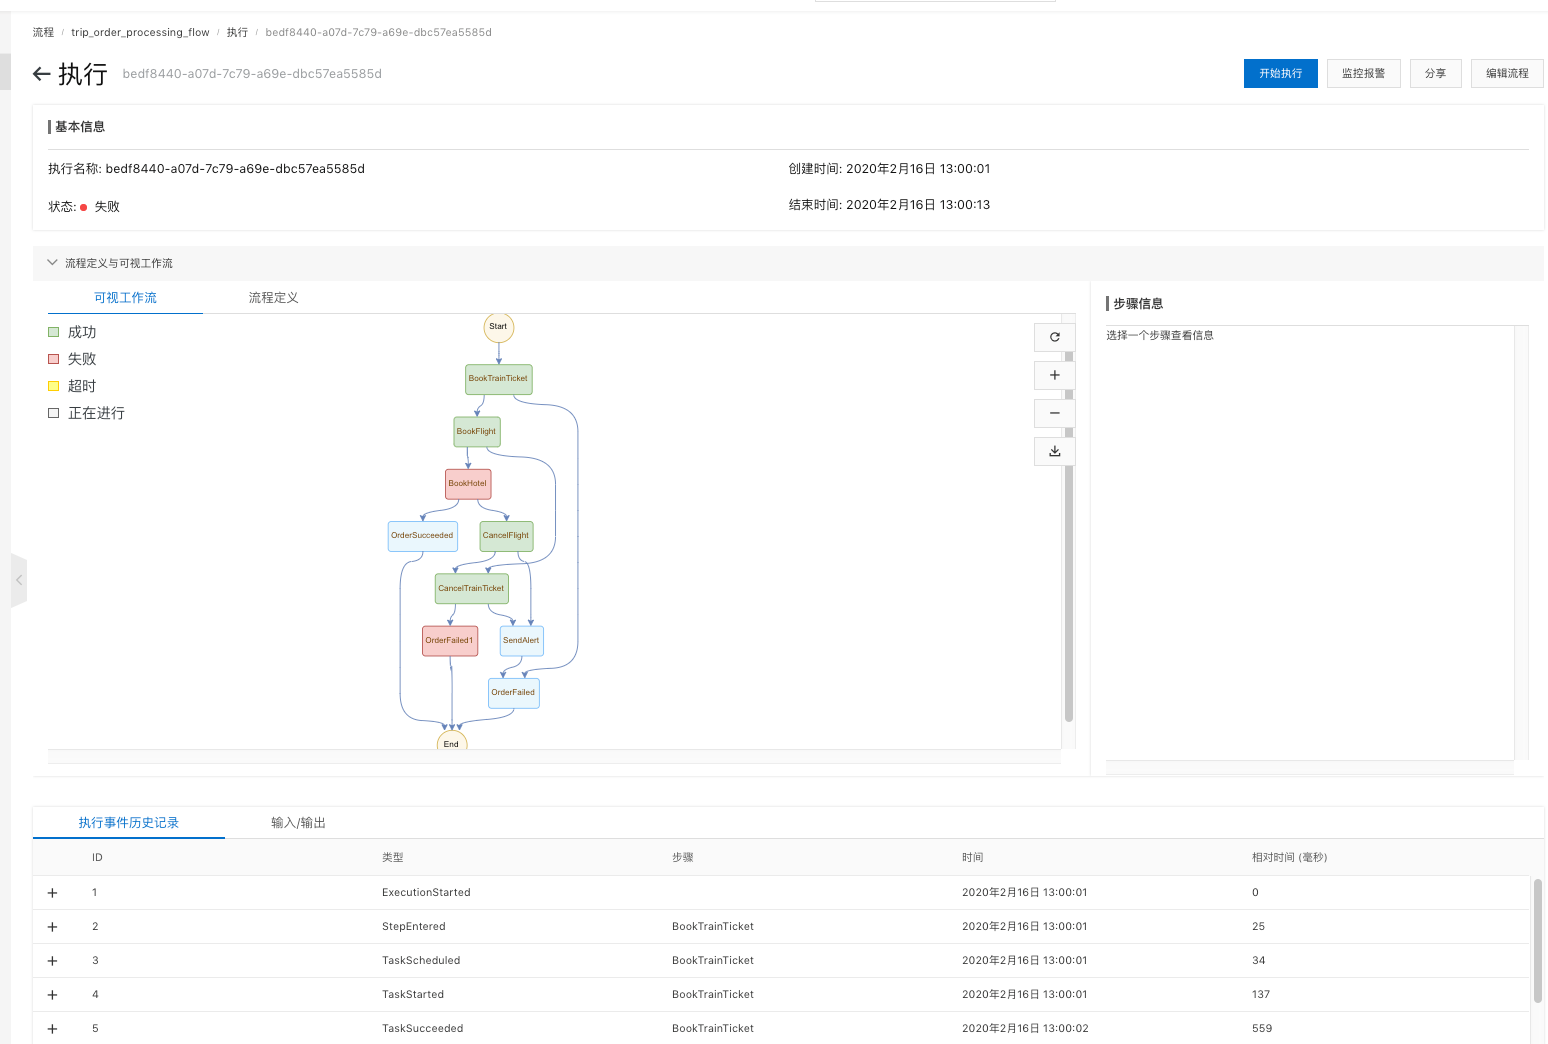 流程 / trip_order_processing_flow / 执行 / bedf8440-a07d-7c79-a69e-dbc57ea5585d
执行 bedf8440-a07d-7c79-a69e-dbc57ea5585d
开始执行 监控报警 分享 编辑流程
基本信息
执行名称: bedf8440-a07d-7c79-a69e-dbc57ea5585d 创建时间: 2020年2月16日 13:00:01
状态: 失败 结束时间: 2020年2月16日 13:00:13
流程定义与可视工作流
可视工作流 流程定义
步骤信息
选择一个步骤查看信息
成功
失败
超时
正在进行
Start
BookTrainTicket
BookFlight
BookHotel
OrderSucceeded CancelFlight
CancelTrainTicket
OrderFailed1 SendAlert
OrderFailed
End
执行事件历史记录 输入/输出
ID 类型 步骤 时间 相对时间 (毫秒)
1 ExecutionStarted 2020年2月16日 13:00:01 0
2 StepEntered BookTrainTicket 2020年2月16日 13:00:01 25
3 TaskScheduled BookTrainTicket 2020年2月16日 13:00:01 34
4 TaskStarted BookTrainTicket 2020年2月16日 13:00:01 137
5 TaskSucceeded BookTrainTicket 2020年2月16日 13:00:02 559